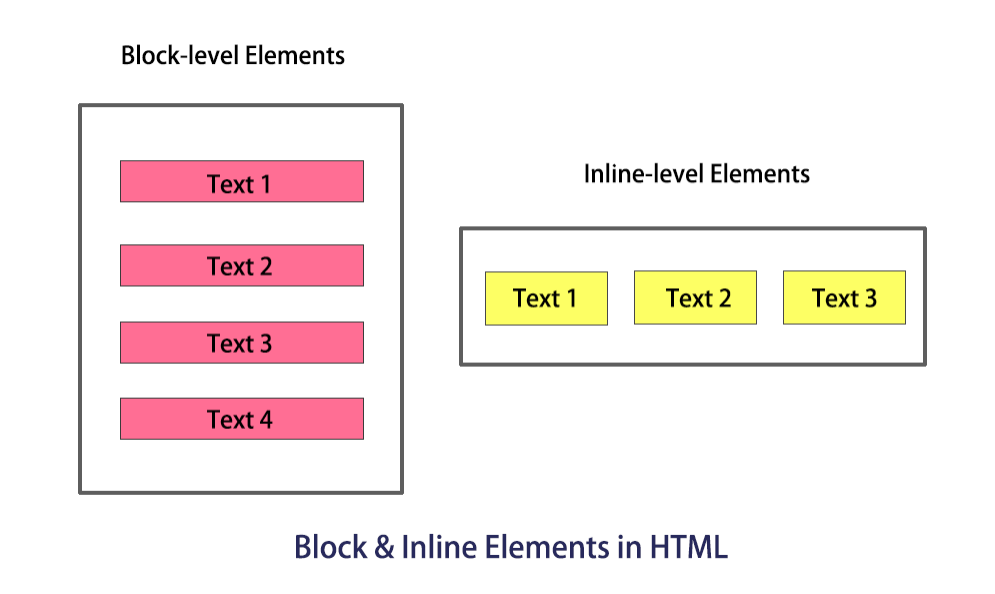 Block-level Elements
Text 1
Text 2
Text 3
Text 4
Inline-level Elements
Text 1
Text 2
Text 3
Block & Inline Elements in HTML